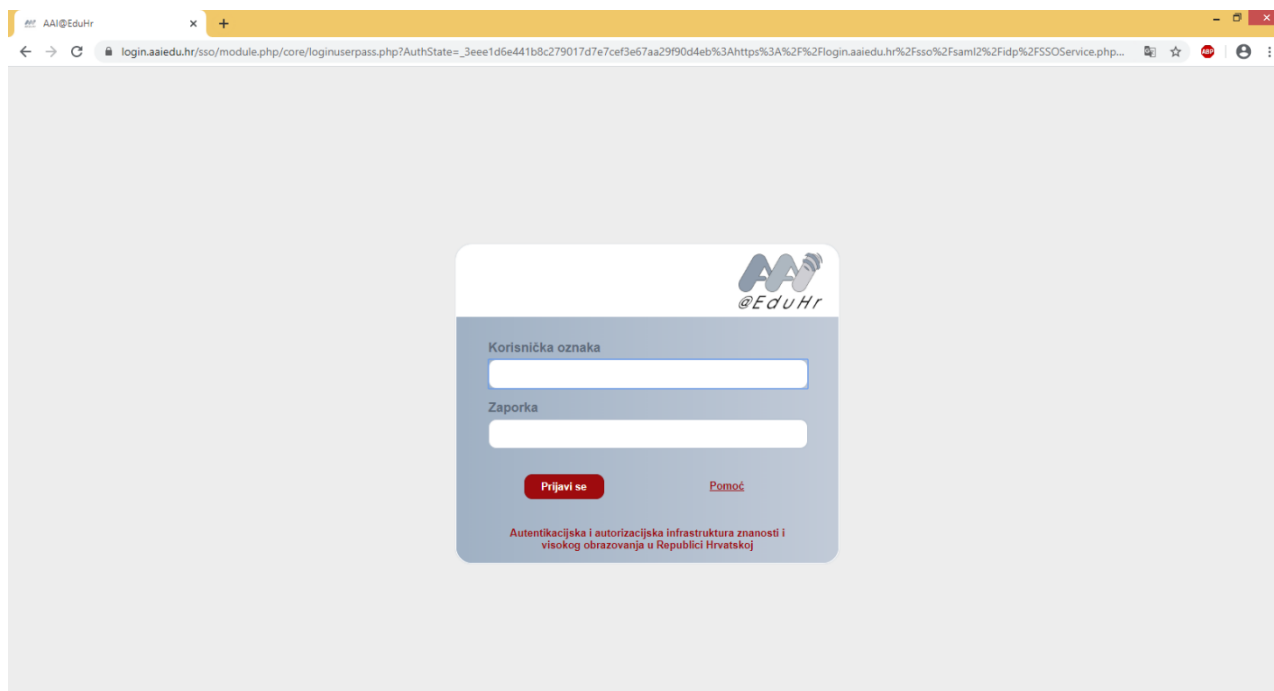 AAI@EduHr
login.aaiedu.hr/sso/module.php/core/loginuserpass.php?AuthState=_3eee1d6e441b8c279017d7e7cef3e67aa29f90d4eb%3Ahttps%3A%2F%2Flogin.aaiedu.hr%2Fsso%2Fsaml2%2Fidp%2FSSOService.php...
ABP
AAI
@EduHr
Korisnička oznaka
Zaporka
Prijavi se
Pomoć
Autentikacijska i autorizacijska infrastruktura znanosti i
visokog obrazovanja u Republici Hrvatskoj